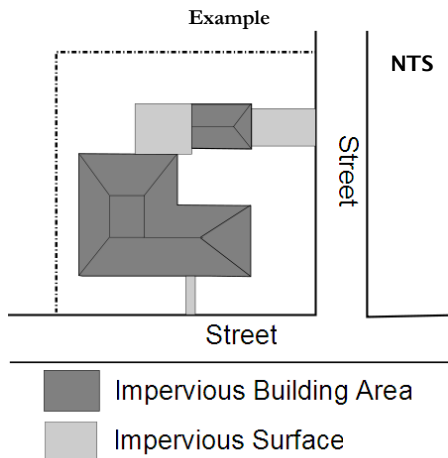 Example
NTS
Street
Street
Impervious Building Area
Impervious Surface